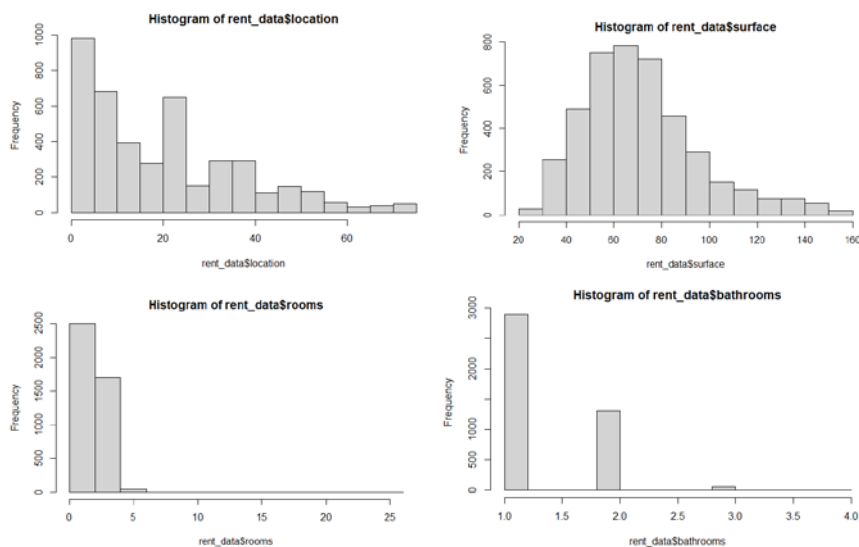 Histogram of rent_data$location
Frequency
0 200 400 600 800 1000
0 20 40 60
rent_data$location
Histogram of rent_data$surface
Frequency
0 200 400 600 800
20 40 60 80 100 120 140 160
rent_data$surface
Histogram of rent_data$rooms
Frequency
0 500 1000 1500 2000 2500
0 5 10 15 20 25
rent_data$rooms
Histogram of rent_data$bathrooms
Frequency
0 500 1000 2000 3000
1.0 1.5 2.0 2.5 3.0 3.5 4.0
rent_data$bathrooms